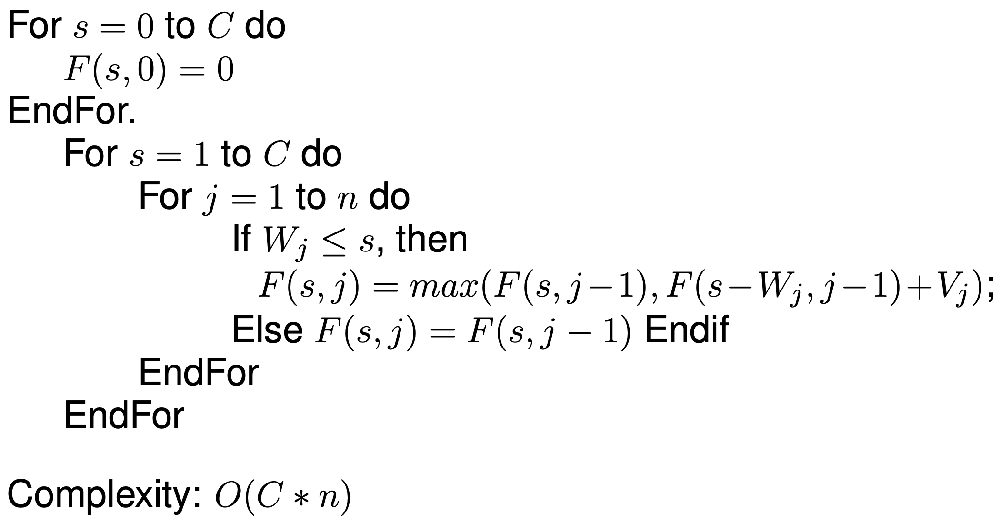 For s = 0 to C do
F(s, 0) = 0
EndFor.
For s = 1 to C do
For j = 1 to n do
If W_j ≤ s, then
F(s, j) = max(F(s, j−1), F(s−W_j, j−1)+V_j);
Else F(s, j) = F(s, j − 1) Endif
EndFor
EndFor
Complexity: O(C ∗ n)